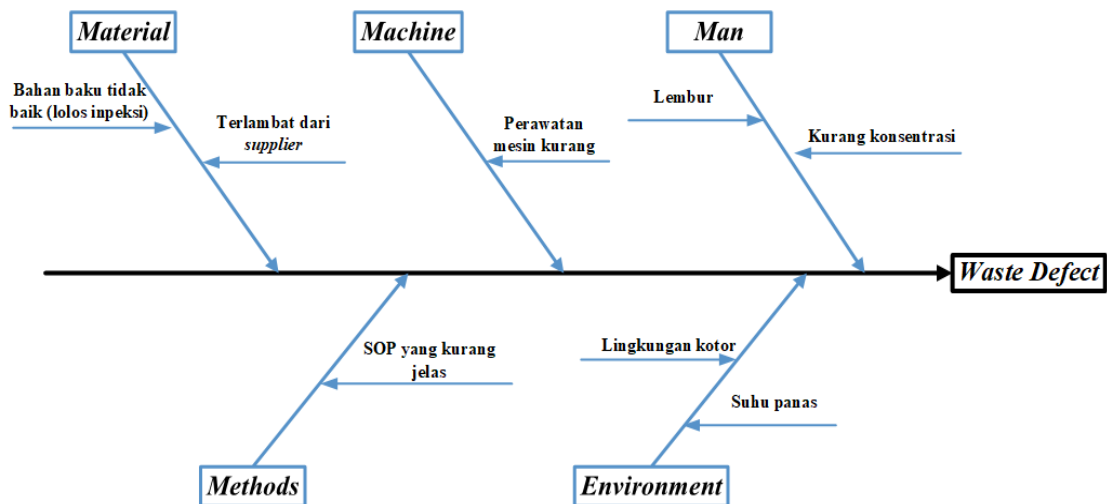 Material
Machine
Man
Bahan baku tidak
baik (lolos inpeksi)
Terlambat dari
supplier
Perawatan
mesin kurang
Lembur
Kurang konsentrasi
Waste Defect
SOP yang kurang
jelas
Lingkungan kotor
Suhu panas
Methods
Environment